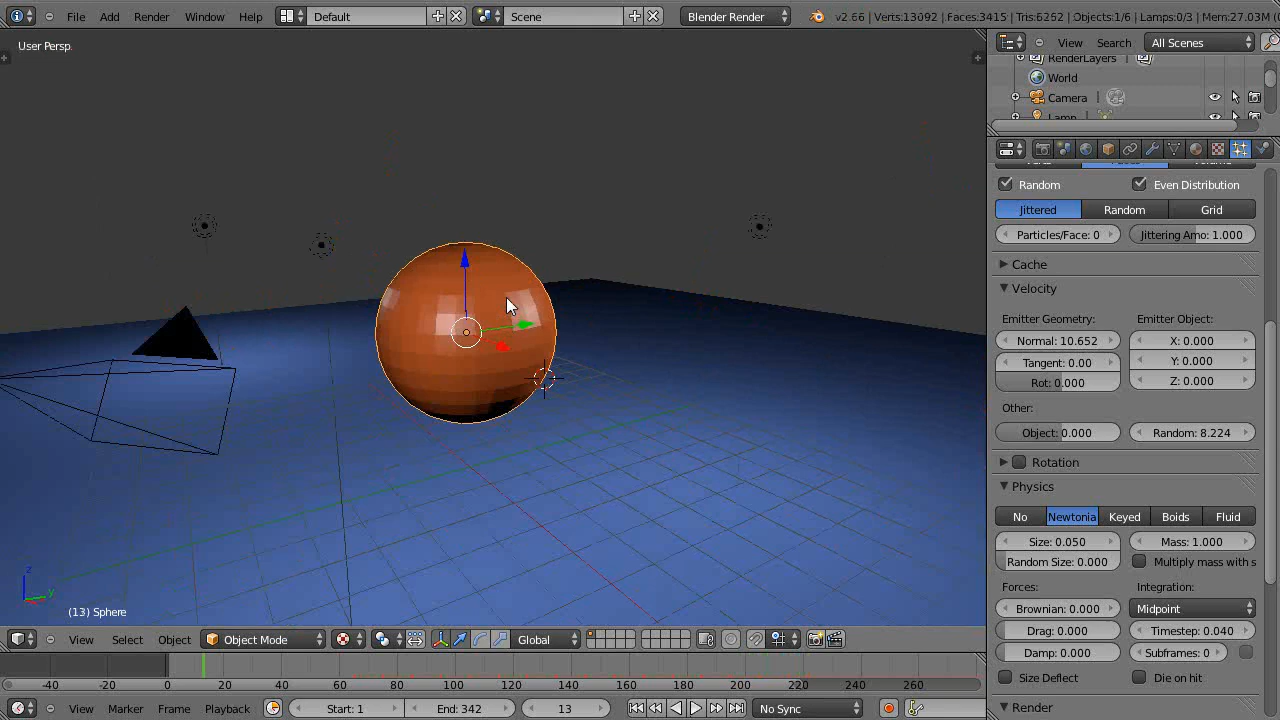 File Add Render Window Help Default Scene Blender Render v2.66 | Verts:13092 | Faces:3415 | Tris:6262 | Objects:1/6 | Lamps:0/3 | Mem:27.03M
User Persp.
View Search All Scenes
RenderLayers
World
Camera
Lamp
Random Even Distribution
Jittered Random Grid
Particles/Face: 0 Jittering Amo: 1.000
Cache
Velocity
Emitter Geometry: Emitter Object:
Normal: 10.652 X: 0.000
Tangent: 0.00 Y: 0.000
Rot: 0.000 Z: 0.000
Other:
Object: 0.000 Random: 8.224
Rotation
Physics
No Newtonia Keyed Boids Fluid
Size: 0.050 Mass: 1.000
Random Size: 0.000 Multiply mass with s
Forces: Integration:
Brownian: 0.000 Midpoint
Drag: 0.000 Timestep: 0.040
Damp: 0.000 Subframes: 0
Size Deflect Die on hit
Render
z
y
(13) Sphere
View Select Object Object Mode Global
-40 -20 0 20 40 60 80 100 120 140 160 180 200 220 240 260
View Marker Frame Playback Start: 1 End: 342 13 No Sync